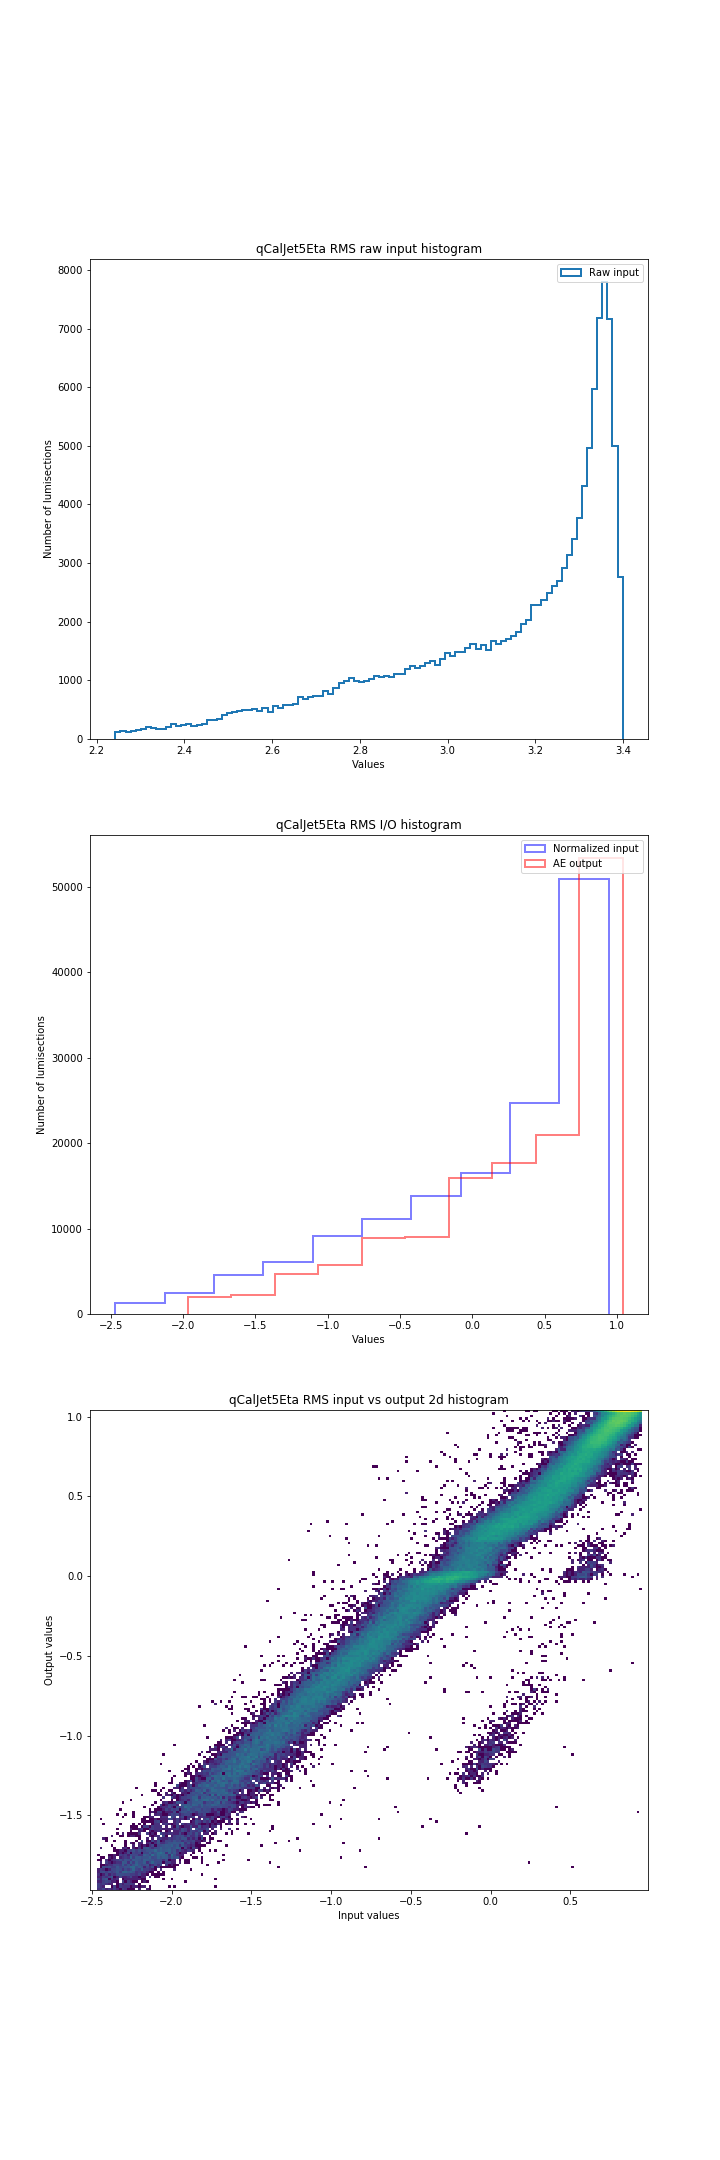 qCalJet5Eta RMS raw input histogram
Raw input
8000
7000
6000
5000
4000
3000
2000
1000
0
Number of lumisections
2.2 2.4 2.6 2.8 3.0 3.2 3.4
Values
qCalJet5Eta RMS I/O histogram
Normalized input
AE output
50000
40000
30000
20000
10000
0
Number of lumisections
−2.5 −2.0 −1.5 −1.0 −0.5 0.0 0.5 1.0
Values
qCalJet5Eta RMS input vs output 2d histogram
1.0
0.5
0.0
−0.5
−1.0
−1.5
Output values
−2.5 −2.0 −1.5 −1.0 −0.5 0.0 0.5
Input values